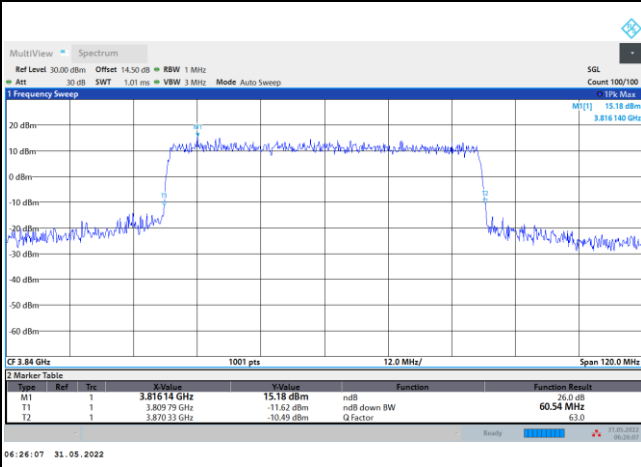 MultiView Spectrum
Ref Level 30.00 dBm Offset 14.50 dB RBW 1 MHz SGL
Att 30 dB SWT 1.01 ms VBW 3 MHz Mode Auto Sweep Count 100/100
1 Frequency Sweep 1Pk Max
M1[1] 15.18 dBm
3.816 140 GHz
M1
20 dBm
10 dBm
0 dBm
T1
T2
-10 dBm
-20 dBm
-30 dBm
-40 dBm
-50 dBm
-60 dBm
CF 3.84 GHz 1001 pts 12.0 MHz/ Span 120.0 MHz
2 Marker Table
Type Ref Trc X-Value Y-Value Function Function Result
M1 1 3.816 14 GHz 15.18 dBm ndB 26.0 dB
T1 1 3.809 79 GHz -11.62 dBm ndB down BW 60.54 MHz
T2 1 3.870 33 GHz -10.49 dBm Q Factor 63.0
Ready 31.05.2022
06:26:07
06:26:07 31.05.2022